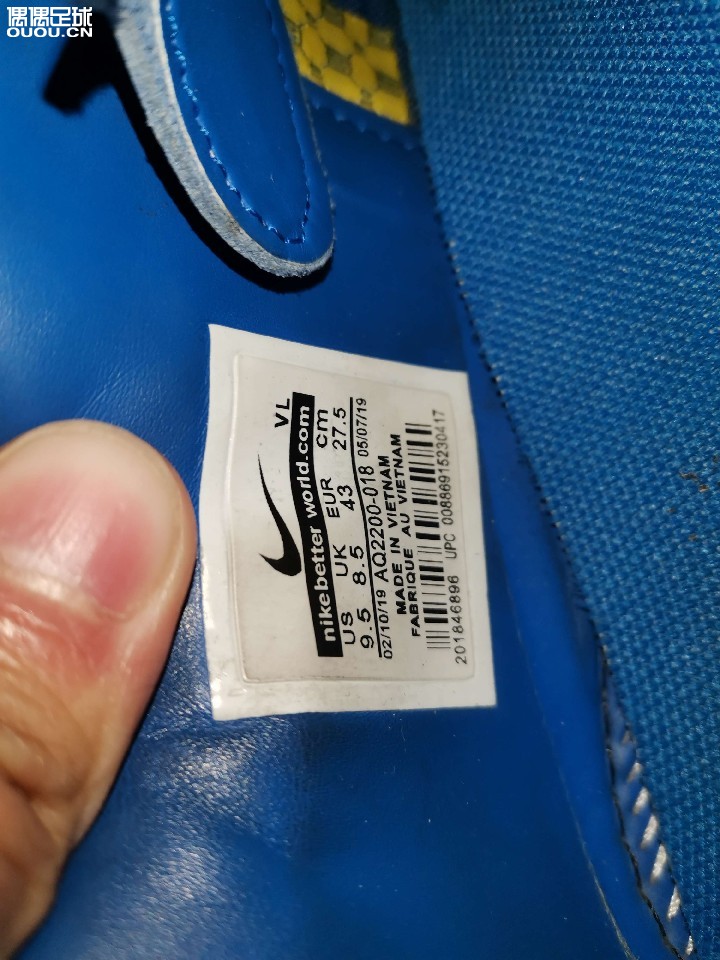 偶偶足球
OUOU.CN
VL
nikebetterworld.com
US UK EUR cm
9.5 8.5 43 27.5
02/10/19 AQ2200-018 05/07/19
MADE IN VIETNAM
FABRIQUE AU VIETNAM
201846896 UPC 00886915230417